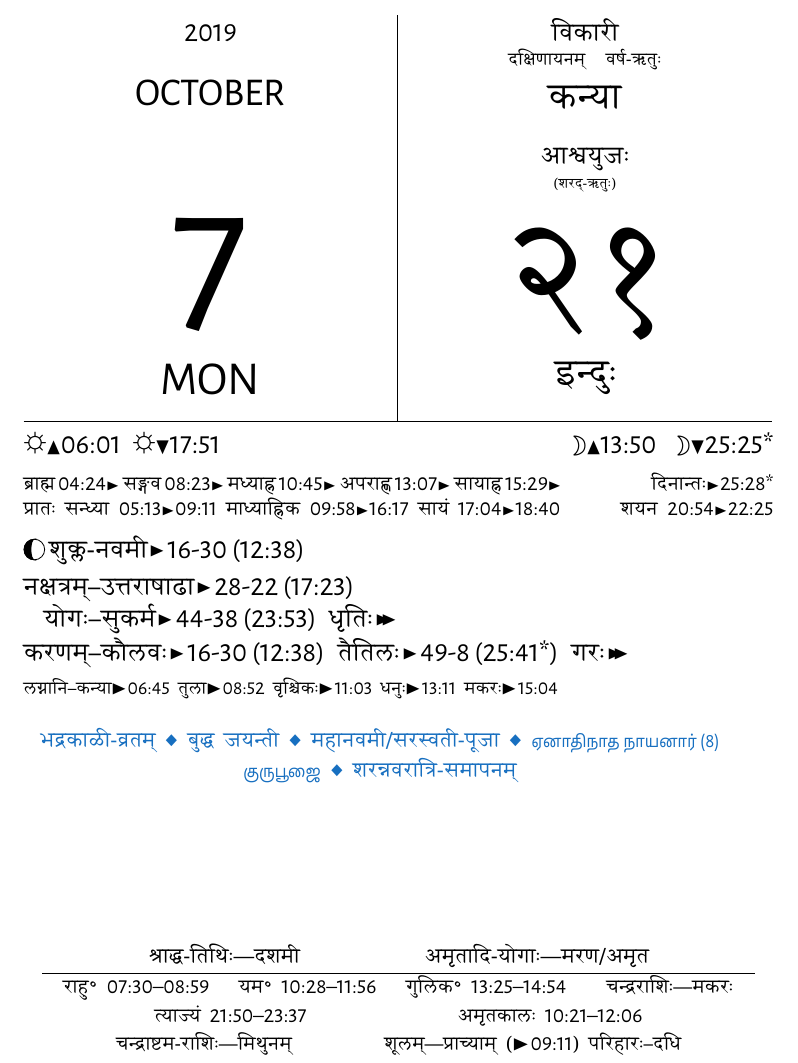 2019
OCTOBER
7
MON
विकारी
दक्षिणायनम् वर्ष-ऋतुः
कन्या
आश्वयुजः
(शरद्-ऋतुः)
२१
इन्दुः
☼▲06:01 ☼▼17:51 ☽▲13:50 ☽▼25:25*
ब्राह्म 04:24► सङ्गव 08:23► मध्याह्न 10:45► अपराह्ण 13:07► सायाह्न 15:29► दिनान्तः►25:28*
प्रातः सन्ध्या 05:13►09:11 माध्याह्निक 09:58►16:17 सायं 17:04►18:40 शयन 20:54►22:25
शुक्ल-नवमी►16-30 (12:38)
नक्षत्रम्–उत्तराषाढा►28-22 (17:23)
योगः–सुकर्म►44-38 (23:53) धृतिः►►
करणम्–कौलवः►16-30 (12:38) तैतिलः►49-8 (25:41*) गरः►►
लग्नानि–कन्या►06:45 तुला►08:52 वृश्चिकः►11:03 धनुः►13:11 मकरः►15:04
भद्रकाळी-व्रतम् ◆ बुद्ध जयन्ती ◆ महानवमी/सरस्वती-पूजा ◆ ஏனாதிநாத நாயனார் (8)
குருபூஜை ◆ शरन्नवरात्रि-समापनम्
श्राद्ध-तिथिः—दशमी अमृतादि-योगाः—मरण/अमृत
राहु° 07:30–08:59 यम° 10:28–11:56 गुलिक° 13:25–14:54 चन्द्रराशिः—मकरः
त्याज्यं 21:50–23:37 अमृतकालः 10:21–12:06
चन्द्राष्टम-राशिः—मिथुनम् शूलम्—प्राच्याम् (►09:11) परिहारः–दधि